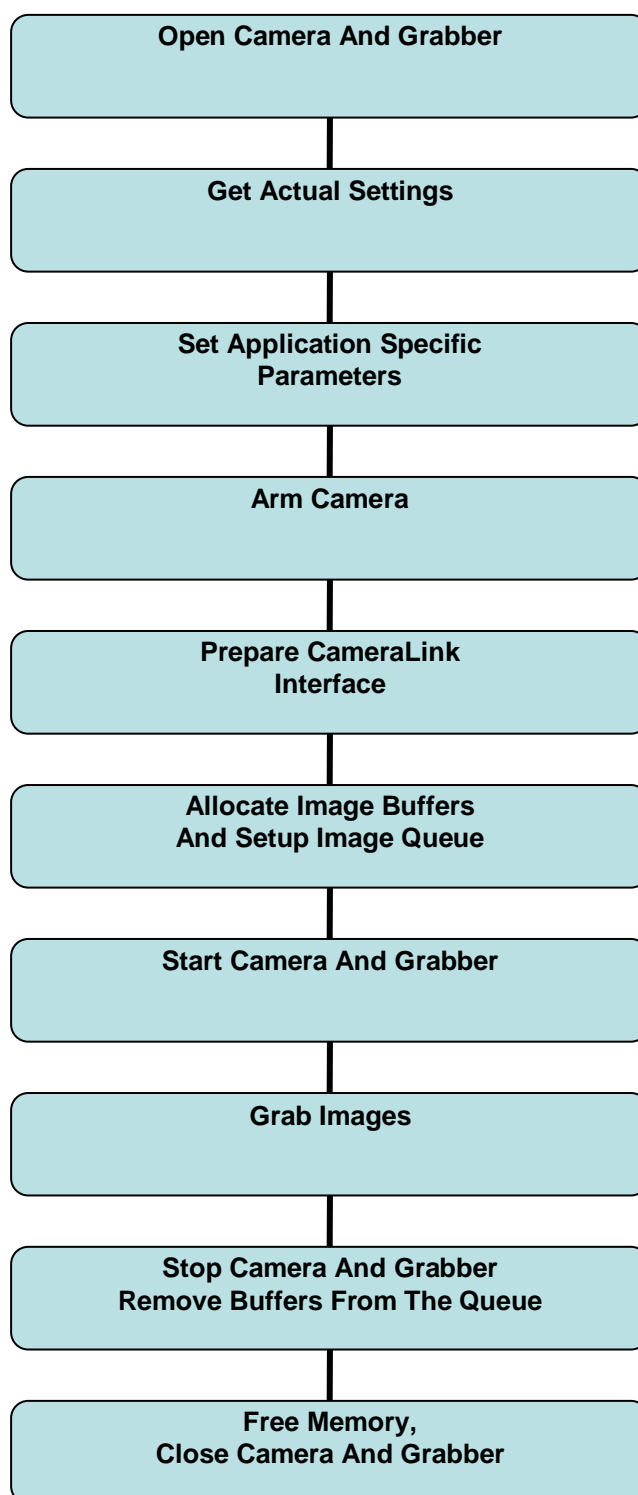 Open Camera And Grabber
Get Actual Settings
Set Application Specific
Parameters
Arm Camera
Prepare CameraLink
Interface
Allocate Image Buffers
And Setup Image Queue
Start Camera And Grabber
Grab Images
Stop Camera And Grabber
Remove Buffers From The Queue
Free Memory,
Close Camera And Grabber